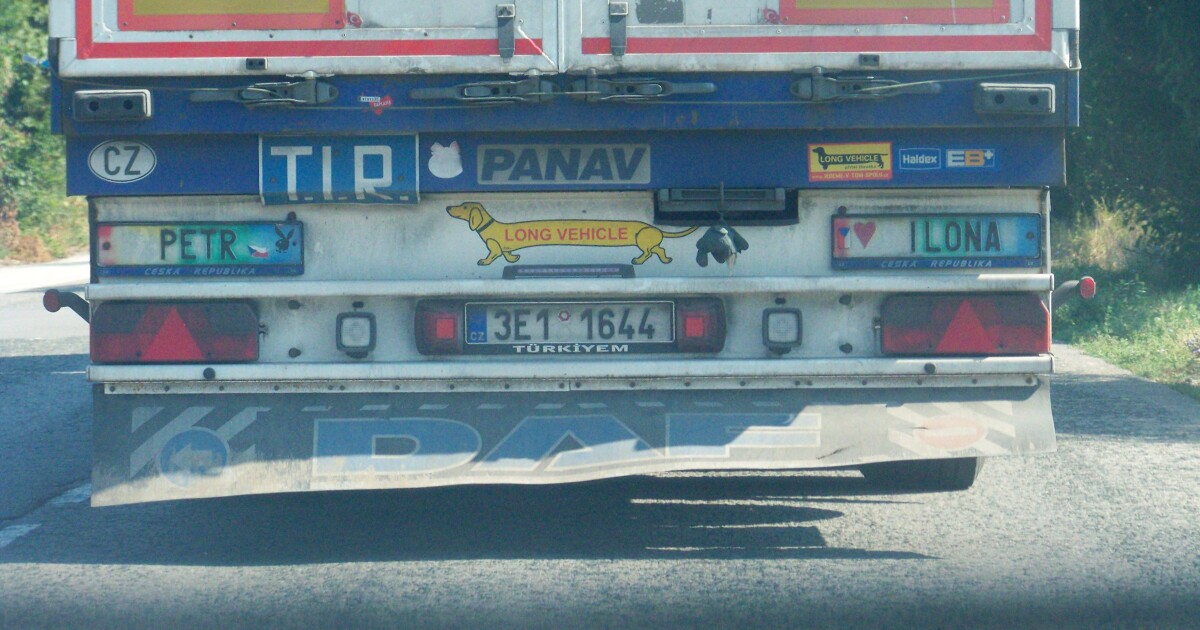 CZ
T.I.R.
PANAV
LONG VEHICLE
Haldex
EB+
PETR
ČESKÁ REPUBLIKA
LONG VEHICLE
ILONA
ČESKÁ REPUBLIKA
CZ 3E1 1644
TÜRKİYEM
DAF